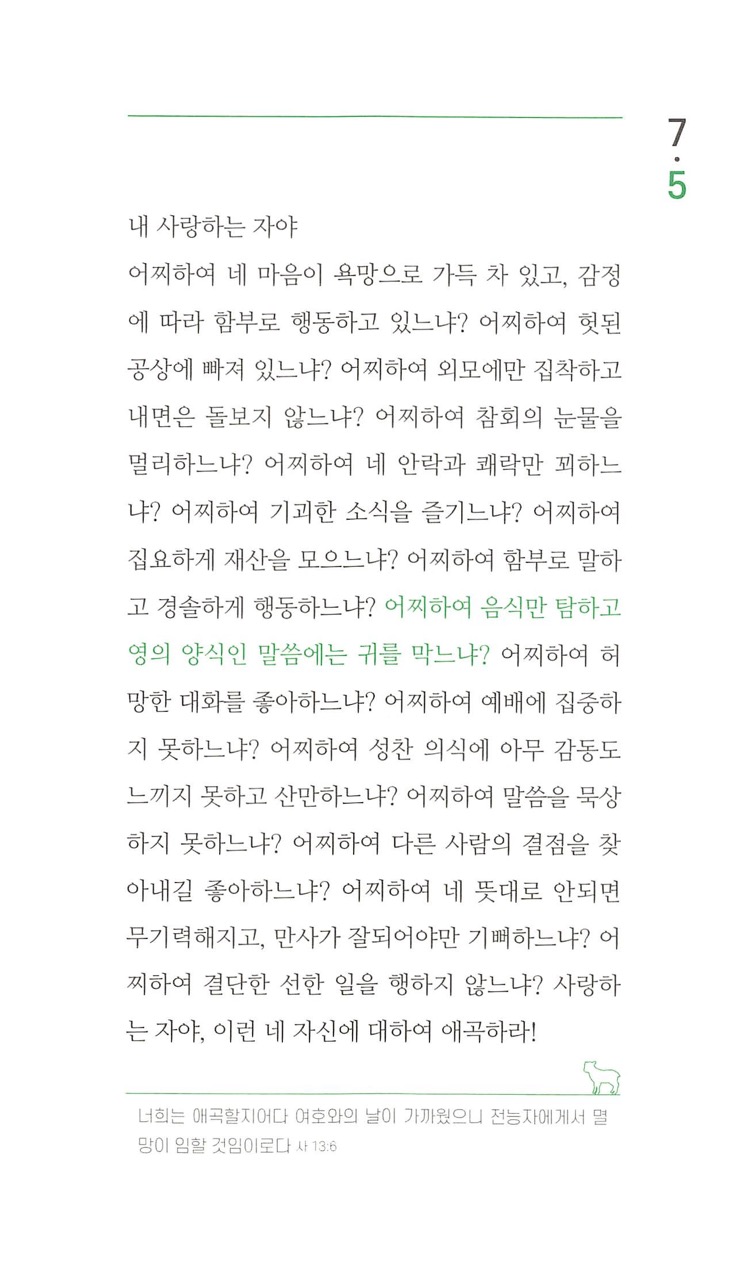 7
·
5
내 사랑하는 자야
어찌하여 네 마음이 욕망으로 가득 차 있고, 감정
에 따라 함부로 행동하고 있느냐? 어찌하여 헛된
공상에 빠져 있느냐? 어찌하여 외모에만 집착하고
내면은 돌보지 않느냐? 어찌하여 참회의 눈물을
멀리하느냐? 어찌하여 네 안락과 쾌락만 꾀하느
냐? 어찌하여 기괴한 소식을 즐기느냐? 어찌하여
집요하게 재산을 모으느냐? 어찌하여 함부로 말하
고 경솔하게 행동하느냐? 어찌하여 음식만 탐하고
영의 양식인 말씀에는 귀를 막느냐? 어찌하여 허
망한 대화를 좋아하느냐? 어찌하여 예배에 집중하
지 못하느냐? 어찌하여 성찬 의식에 아무 감동도
느끼지 못하고 산만하느냐? 어찌하여 말씀을 묵상
하지 못하느냐? 어찌하여 다른 사람의 결점을 찾
아내길 좋아하느냐? 어찌하여 네 뜻대로 안되면
무기력해지고, 만사가 잘되어야만 기뻐하느냐? 어
찌하여 결단한 선한 일을 행하지 않느냐? 사랑하
는 자야, 이런 네 자신에 대하여 애곡하라!
너희는 애곡할지어다 여호와의 날이 가까웠으니 전능자에게서 멸
망이 임할 것임이로다 사 13:6